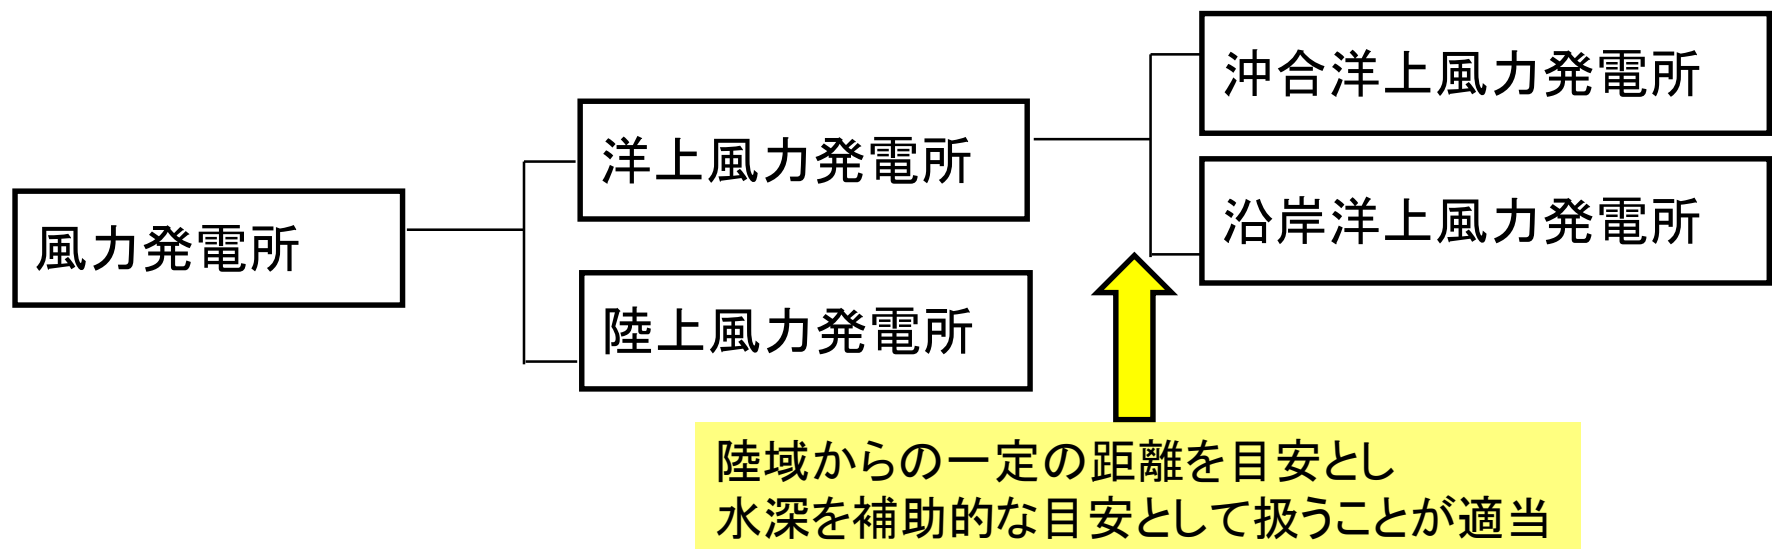 沖合洋上風力発電所
洋上風力発電所
沿岸洋上風力発電所
風力発電所
陸上風力発電所
陸域からの一定の距離を目安とし
水深を補助的な目安として扱うことが適当